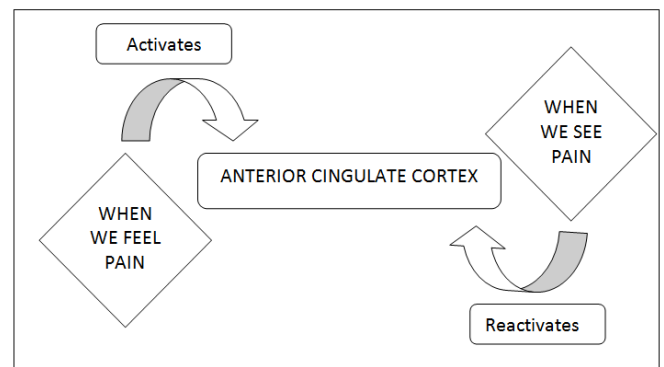 Activates
WHEN
WE SEE
PAIN
ANTERIOR CINGULATE CORTEX
WHEN
WE FEEL
PAIN
Reactivates